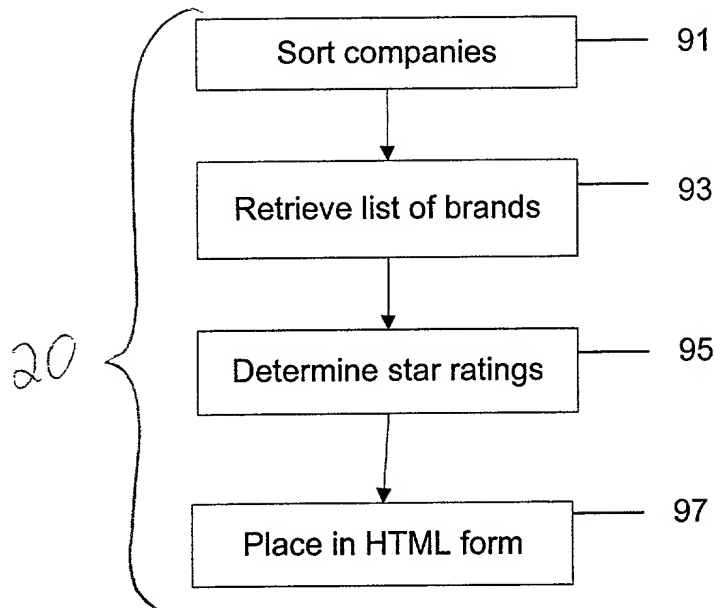 Sort companies 91
Retrieve list of brands 93
20
Determine star ratings 95
Place in HTML form 97